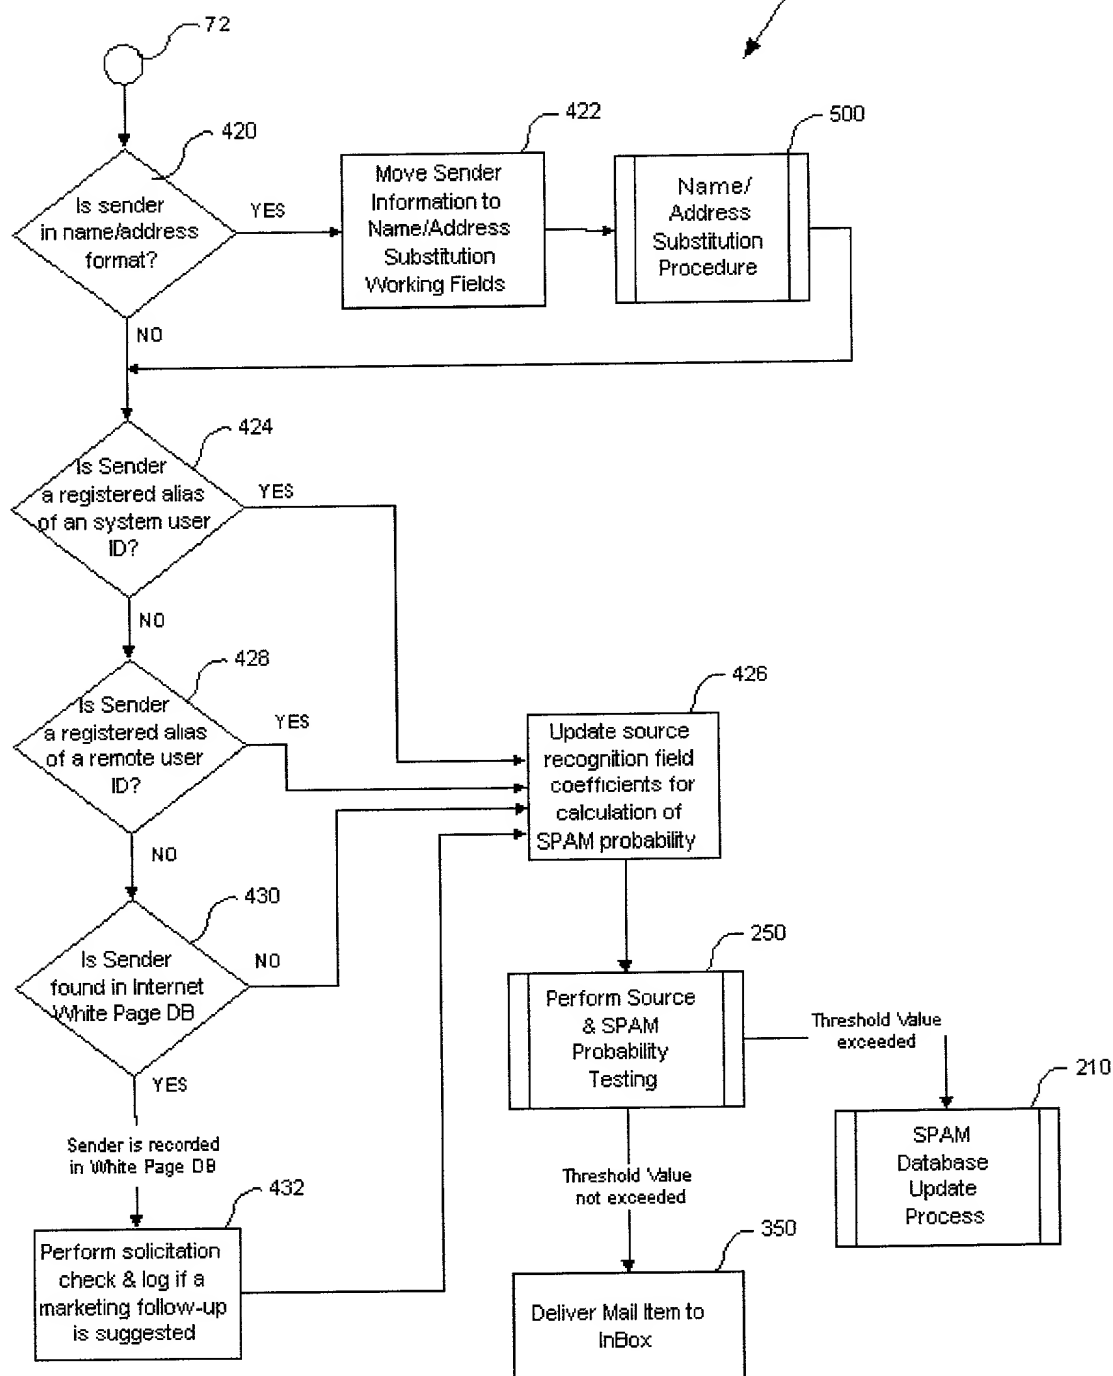 72
420
Is sender
in name/address
format?
YES
NO
422
Move Sender
Information to
Name/Address
Substitution
Working Fields
500
Name/
Address
Substitution
Procedure
424
Is Sender
a registered alias
of an system user
ID?
YES
NO
428
Is Sender
a registered alias
of a remote user
ID?
YES
NO
426
Update source
recognition field
coefficients for
calculation of
SPAM probability
430
Is Sender
found in Internet
White Page DB
NO
YES
Sender is recorded
in White Page DB
432
Perform solicitation
check & log if a
marketing follow-up
is suggested
250
Perform Source
& SPAM
Probability
Testing
Threshold Value
exceeded
210
SPAM
Database
Update
Process
Threshold Value
not exceeded
350
Deliver Mail Item to
InBox